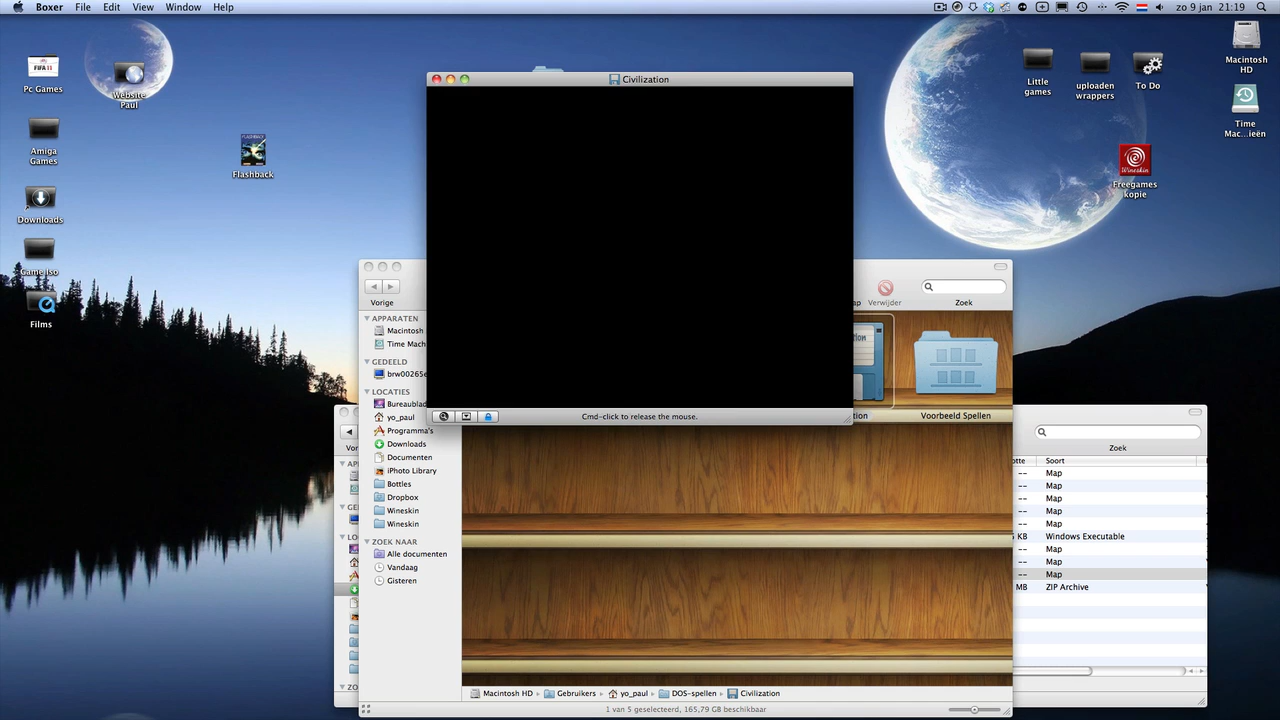 Boxer File Edit View Window Help
zo 9 jan 21:19
Pc Games
Website
Paul
Amiga
Games
Flashback
Downloads
Game Iso
Films
Little
games
uploaden
wrappers
To Do
Macintosh
HD
Time
Mac...ieën
Wineskin
Freegames
kopie
Civilization
Cmd-click to release the mouse.
Vorige
Verwijder
Zoek
APPARATEN
Macintosh
Time Mach
GEDEELD
brw00265e
LOCATIES
Bureaublad
yo_paul
Programma's
Downloads
Documenten
iPhoto Library
Bottles
Dropbox
Wineskin
Wineskin
ZOEK NAAR
Alle documenten
Vandaag
Gisteren
Voorbeeld Spellen
Macintosh HD Gebruikers yo_paul DOS-spellen Civilization
1 van 5 geselecteerd, 165,79 GB beschikbaar
Zoek
Soort
-- Map
-- Map
-- Map
-- Map
-- Map
KB Windows Executable
-- Map
-- Map
-- Map
MB ZIP Archive